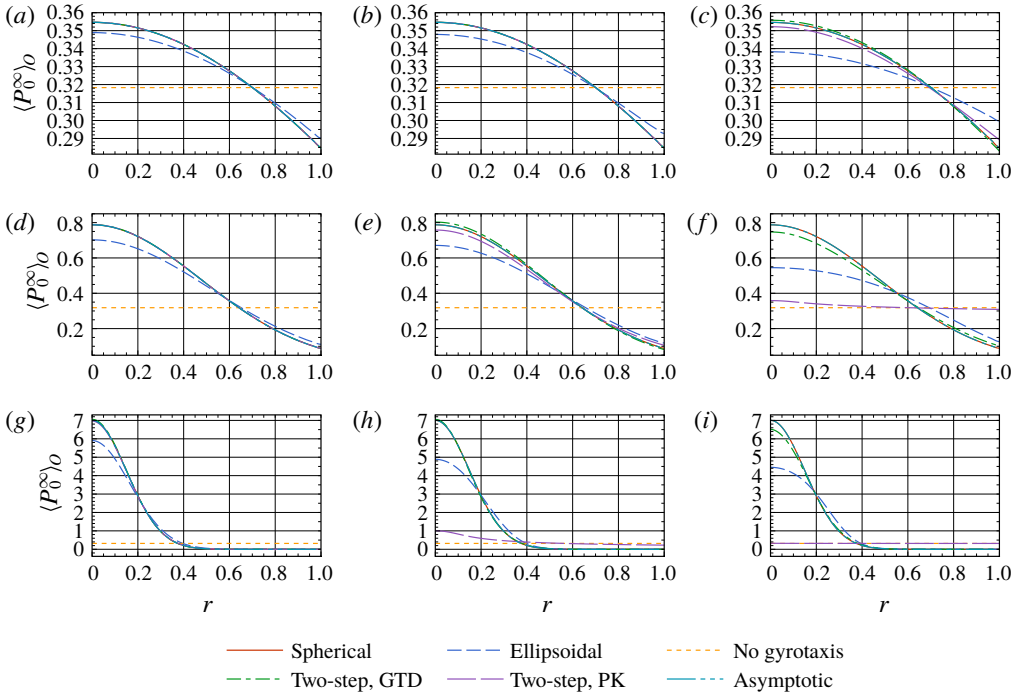 (a) (b) (c)
0.36 0.36 0.36
0.35 0.35 0.35
0.34 0.34 0.34
⟨P₀^∞⟩_O 0.33 0.33 0.33
0.32 0.32 0.32
0.31 0.31 0.31
0.30 0.30 0.30
0.29 0.29 0.29
0 0.2 0.4 0.6 0.8 1.0 0 0.2 0.4 0.6 0.8 1.0 0 0.2 0.4 0.6 0.8 1.0
(d) (e) (f)
0.8 0.8 0.8
⟨P₀^∞⟩_O 0.6 0.6 0.6
0.4 0.4 0.4
0.2 0.2 0.2
0 0.2 0.4 0.6 0.8 1.0 0 0.2 0.4 0.6 0.8 1.0 0 0.2 0.4 0.6 0.8 1.0
(g) (h) (i)
7 7 7
6 6 6
5 5 5
⟨P₀^∞⟩_O 4 4 4
3 3 3
2 2 2
1 1 1
0 0 0
0 0.2 0.4 0.6 0.8 1.0 0 0.2 0.4 0.6 0.8 1.0 0 0.2 0.4 0.6 0.8 1.0
r r r
Spherical Ellipsoidal No gyrotaxis
Two-step, GTD Two-step, PK Asymptotic